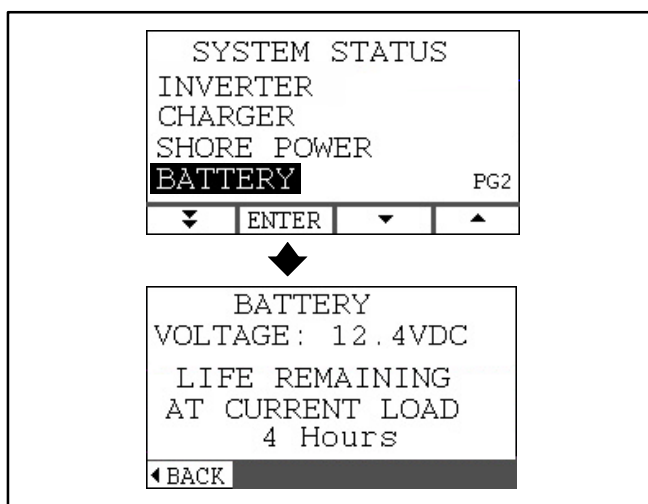 SYSTEM STATUS
INVERTER
CHARGER
SHORE POWER
BATTERY PG2
ENTER
BATTERY
VOLTAGE: 12.4VDC
LIFE REMAINING
AT CURRENT LOAD
4 Hours
BACK